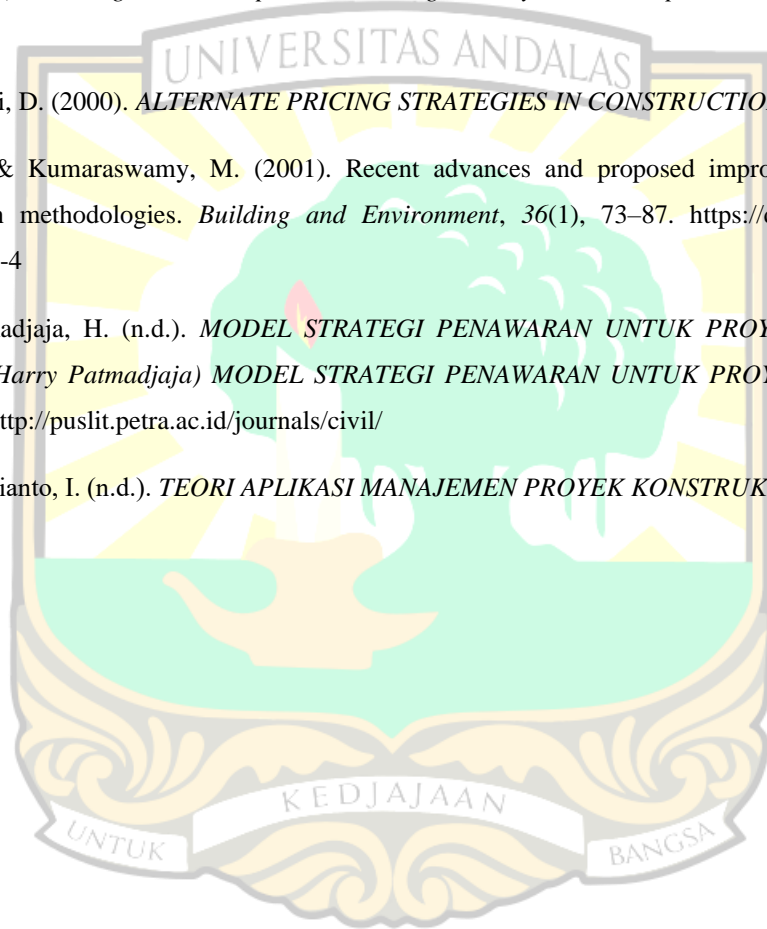 UNIVERSITAS ANDALAS
i, D. (2000). ALTERNATE PRICING STRATEGIES IN CONSTRUCTIO
& Kumaraswamy, M. (2001). Recent advances and proposed impro
methodologies. Building and Environment, 36(1), 73–87. https://
-4
adjaja, H. (n.d.). MODEL STRATEGI PENAWARAN UNTUK PROY
Harry Patmadjaja) MODEL STRATEGI PENAWARAN UNTUK PROY
ttp://puslit.petra.ac.id/journals/civil/
ianto, I. (n.d.). TEORI APLIKASI MANAJEMEN PROYEK KONSTRUK
UNTUK KEDJAJAAN BANGSA